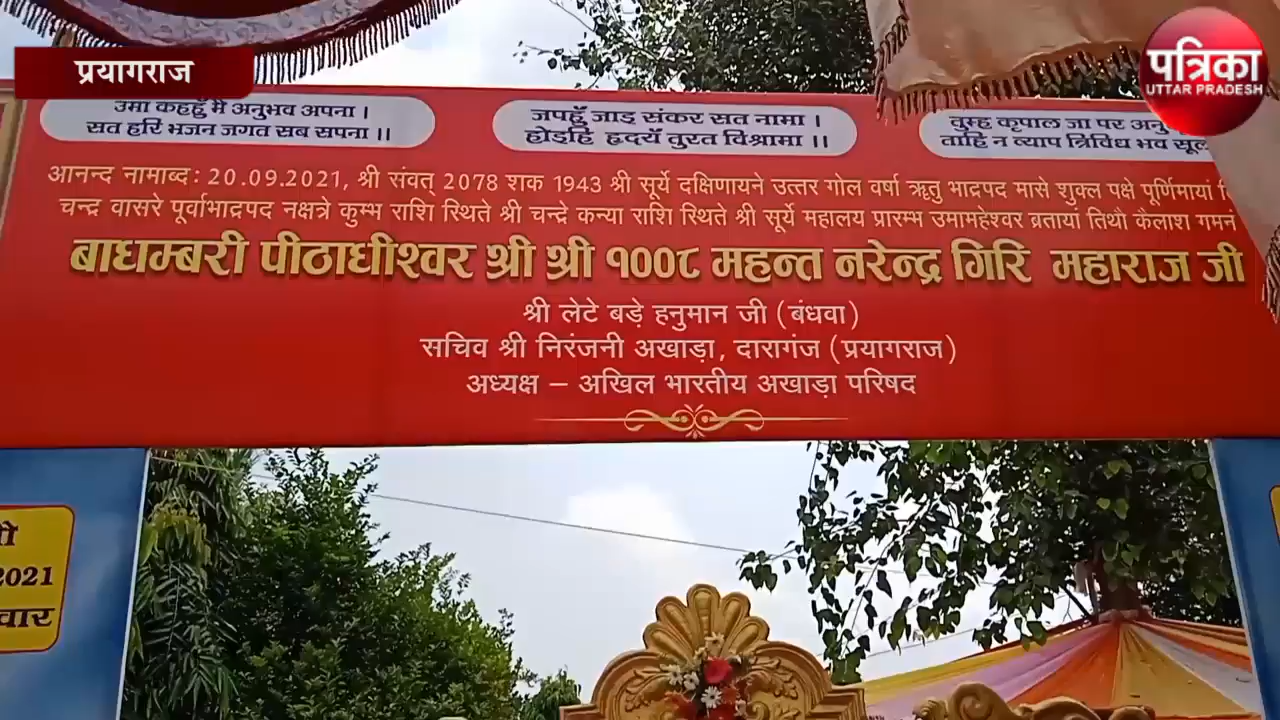 प्रयागराज
पत्रिका
UTTAR PRADESH
उमा कहहुँ मै अनुभव अपना ।
सत हरि भजन जगत सब सपना ।।
जपहूँ जाइ संकर सत नामा ।
होइहि हृदयँ तुरत विश्रामा ।।
तुम्ह कृपाल जा पर
ताहि न व्याप त्रिविध भव
आनन्द नामाब्द: 20.09.2021, श्री संवत् 2078 शक 1943 श्री सूर्ये दक्षिणायने उत्तर गोल वर्षा ऋतु भाद्रपद मासे शुक्ल पक्षे पूर्णिमायां
चन्द्र वासरे पूर्वाभाद्रपद नक्षत्रे कुम्भ राशि स्थिते श्री चन्द्रे कन्या राशि स्थिते श्री सूर्ये महालय प्रारम्भ उमामहेश्वर व्रतायां तिथौ कैलाश गमन
बाघम्बरी पीठाधीश्वर श्री श्री १००८ महन्त नरेन्द्र गिरि महाराज जी
श्री लेटे बड़े हनुमान जी (बंधवा)
सचिव श्री निरंजनी अखाड़ा, दारागंज (प्रयागराज)
अध्यक्ष – अखिल भारतीय अखाड़ा परिषद
2021
वार